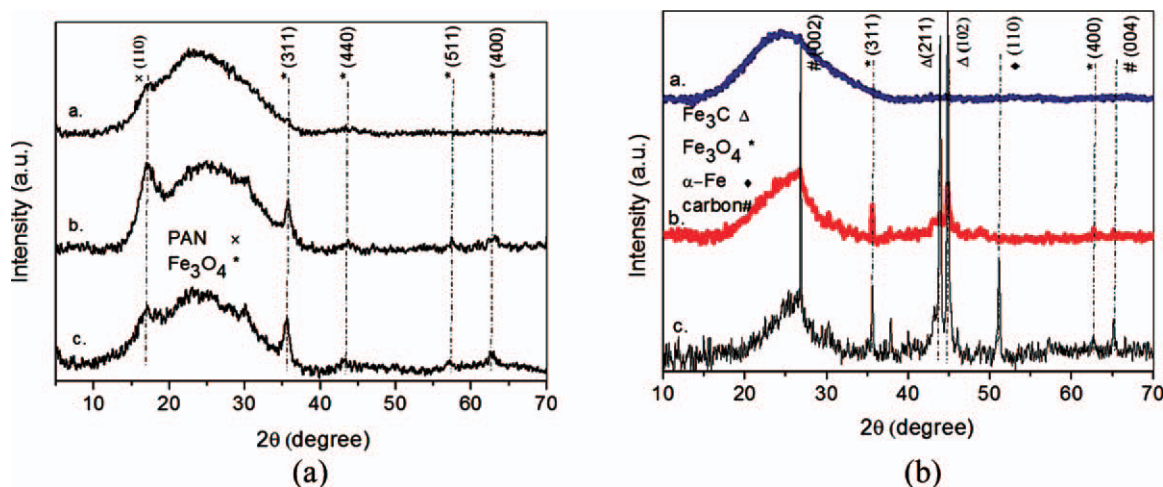 ×(110)
*(311)
*(440)
*(511)
*(400)
a.
b.
PAN ×
Fe₃O₄ *
c.
Intensity (a.u.)
10 20 30 40 50 60 70
2θ (degree)
(a)
#(002)
*(311)
Δ(211)
Δ(102)
♦(110)
*(400)
#(004)
a.
Fe₃C Δ
Fe₃O₄ *
α-Fe ♦
carbon#
b.
c.
Intensity (a.u.)
10 20 30 40 50 60 70
2θ (degree)
(b)